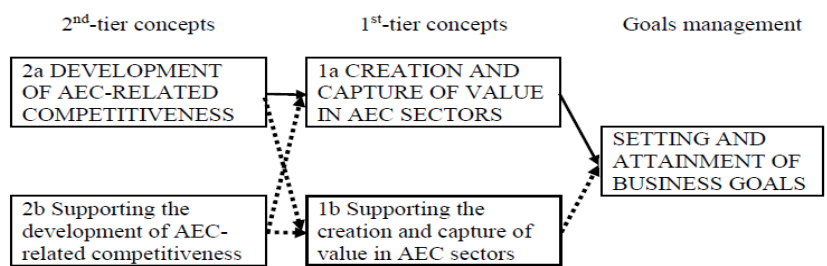 2nd-tier concepts
1st-tier concepts
Goals management
2a DEVELOPMENT
OF AEC-RELATED
COMPETITIVENESS
1a CREATION AND
CAPTURE OF VALUE
IN AEC SECTORS
SETTING AND
ATTAINMENT OF
BUSINESS GOALS
2b Supporting the
development of AEC-
related competitiveness
1b Supporting the
creation and capture of
value in AEC sectors